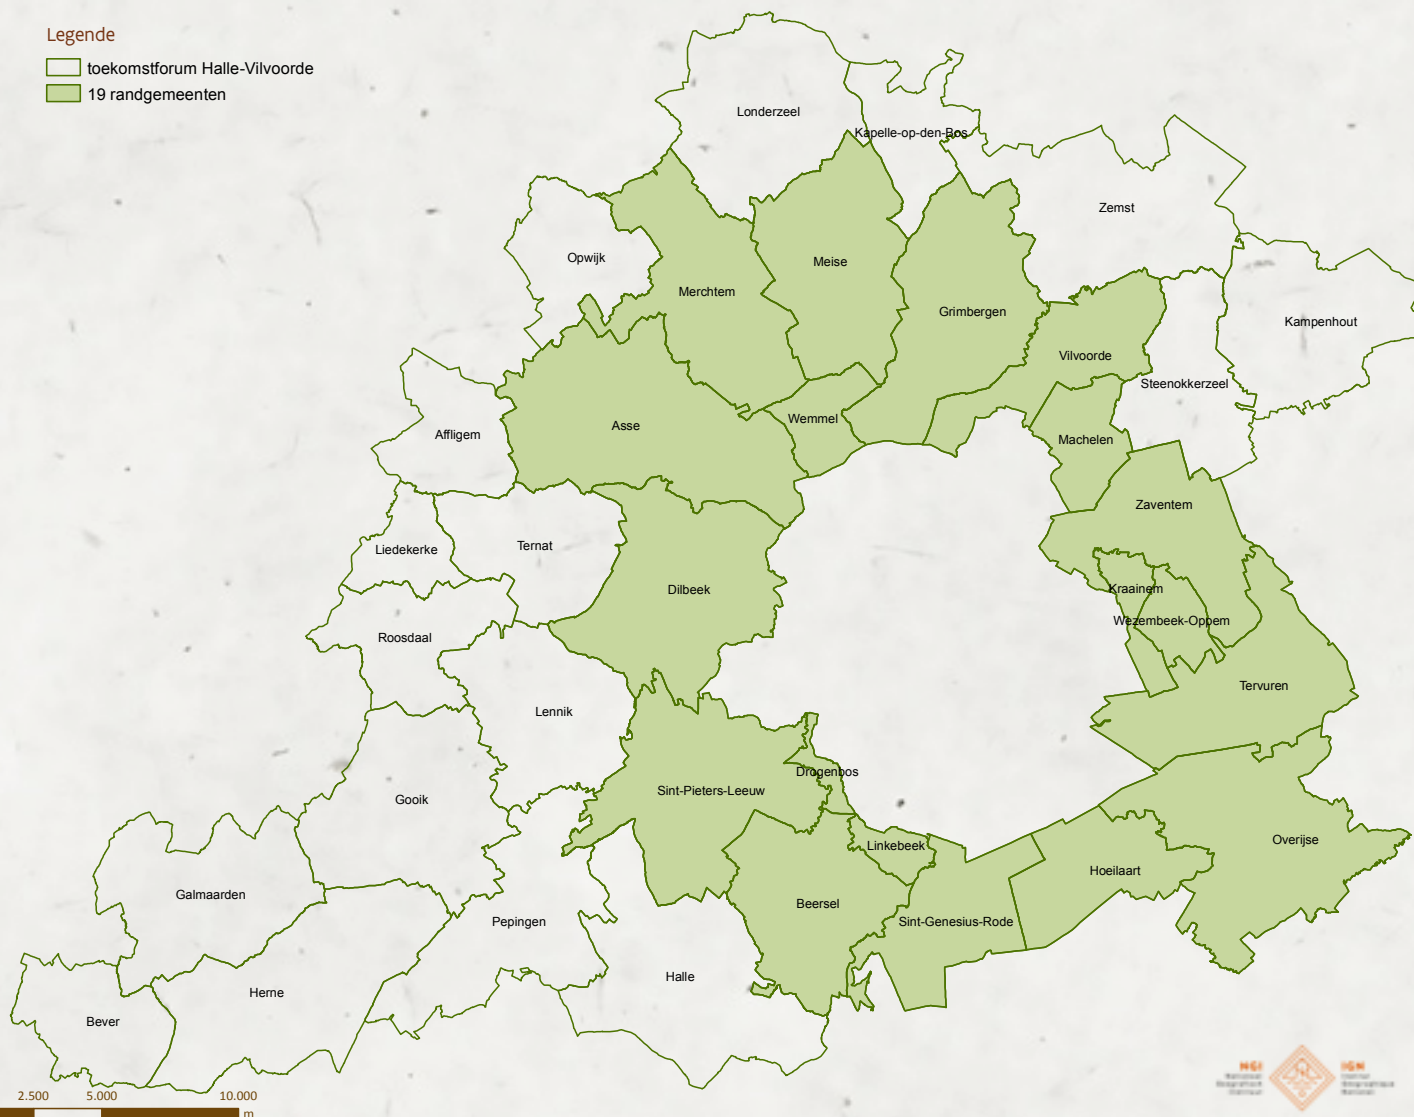 Legende
toekomstforum Halle-Vilvoorde
19 randgemeenten
Londerzeel
Kapelle-op-den-Bos
Zemst
Opwijk
Meise
Merchtem
Grimbergen
Kampenhout
Vilvoorde
Steenokkerzeel
Wemmel
Asse
Affligem
Machelen
Zaventem
Ternat
Liedekerke
Dilbeek
Kraainem
Wezembeek-Oppem
Roosdaal
Tervuren
Lennik
Drogenbos
Sint-Pieters-Leeuw
Gooik
Overijse
Linkebeek
Hoeilaart
Galmaarden
Beersel
Pepingen
Sint-Genesius-Rode
Halle
Herne
Bever
2.500 5.000 10.000
m
NGI IGN